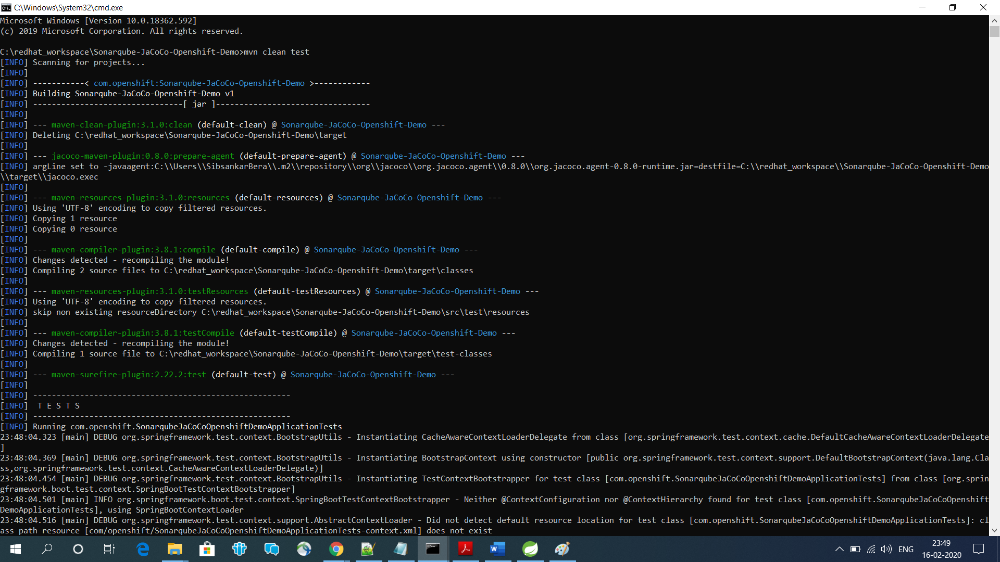 C:\Windows\System32\cmd.exe
Microsoft Windows [Version 10.0.18362.592]
(c) 2019 Microsoft Corporation. All rights reserved.
C:\redhat_workspace\Sonarqube-JaCoCo-Openshift-Demo>mvn clean test
[INFO] Scanning for projects...
[INFO]
[INFO] -----------< com.openshift:Sonarqube-JaCoCo-Openshift-Demo >------------
[INFO] Building Sonarqube-JaCoCo-Openshift-Demo v1
[INFO] --------------------------------[ jar ]---------------------------------
[INFO]
[INFO] --- maven-clean-plugin:3.1.0:clean (default-clean) @ Sonarqube-JaCoCo-Openshift-Demo ---
[INFO] Deleting C:\redhat_workspace\Sonarqube-JaCoCo-Openshift-Demo\target
[INFO]
[INFO] --- jacoco-maven-plugin:0.8.0:prepare-agent (default-prepare-agent) @ Sonarqube-JaCoCo-Openshift-Demo ---
[INFO] argLine set to -javaagent:C:\\Users\\SibsankarBera\\.m2\\repository\\org\\jacoco\\org.jacoco.agent\\0.8.0\\org.jacoco.agent-0.8.0-runtime.jar=destfile=C:\\redhat_workspace\\Sonarqube-JaCoCo-Openshift-Demo
\\target\\jacoco.exec
[INFO]
[INFO] --- maven-resources-plugin:3.1.0:resources (default-resources) @ Sonarqube-JaCoCo-Openshift-Demo ---
[INFO] Using 'UTF-8' encoding to copy filtered resources.
[INFO] Copying 1 resource
[INFO] Copying 0 resource
[INFO]
[INFO] --- maven-compiler-plugin:3.8.1:compile (default-compile) @ Sonarqube-JaCoCo-Openshift-Demo ---
[INFO] Changes detected - recompiling the module!
[INFO] Compiling 2 source files to C:\redhat_workspace\Sonarqube-JaCoCo-Openshift-Demo\target\classes
[INFO]
[INFO] --- maven-resources-plugin:3.1.0:testResources (default-testResources) @ Sonarqube-JaCoCo-Openshift-Demo ---
[INFO] Using 'UTF-8' encoding to copy filtered resources.
[INFO] skip non existing resourceDirectory C:\redhat_workspace\Sonarqube-JaCoCo-Openshift-Demo\src\test\resources
[INFO]
[INFO] --- maven-compiler-plugin:3.8.1:testCompile (default-testCompile) @ Sonarqube-JaCoCo-Openshift-Demo ---
[INFO] Changes detected - recompiling the module!
[INFO] Compiling 1 source file to C:\redhat_workspace\Sonarqube-JaCoCo-Openshift-Demo\target\test-classes
[INFO]
[INFO] --- maven-surefire-plugin:2.22.2:test (default-test) @ Sonarqube-JaCoCo-Openshift-Demo ---
[INFO]
[INFO] -------------------------------------------------------
[INFO]  T E S T S
[INFO] -------------------------------------------------------
[INFO] Running com.openshift.SonarqubeJaCoCoOpenshiftDemoApplicationTests
23:48:04.323 [main] DEBUG org.springframework.test.context.BootstrapUtils - Instantiating CacheAwareContextLoaderDelegate from class [org.springframework.test.context.cache.DefaultCacheAwareContextLoaderDelegate
]
23:48:04.369 [main] DEBUG org.springframework.test.context.BootstrapUtils - Instantiating BootstrapContext using constructor [public org.springframework.test.context.support.DefaultBootstrapContext(java.lang.Cla
ss,org.springframework.test.context.CacheAwareContextLoaderDelegate)]
23:48:04.454 [main] DEBUG org.springframework.test.context.BootstrapUtils - Instantiating TestContextBootstrapper for test class [com.openshift.SonarqubeJaCoCoOpenshiftDemoApplicationTests] from class [org.sprin
gframework.boot.test.context.SpringBootTestContextBootstrapper]
23:48:04.501 [main] INFO org.springframework.boot.test.context.SpringBootTestContextBootstrapper - Neither @ContextConfiguration nor @ContextHierarchy found for test class [com.openshift.SonarqubeJaCoCoOpenshift
DemoApplicationTests], using SpringBootContextLoader
23:48:04.516 [main] DEBUG org.springframework.test.context.support.AbstractContextLoader - Did not detect default resource location for test class [com.openshift.SonarqubeJaCoCoOpenshiftDemoApplicationTests]: cl
ass path resource [com/openshift/SonarqubeJaCoCoOpenshiftDemoApplicationTests-context.xml] does not exist
ENG
23:49
16-02-2020